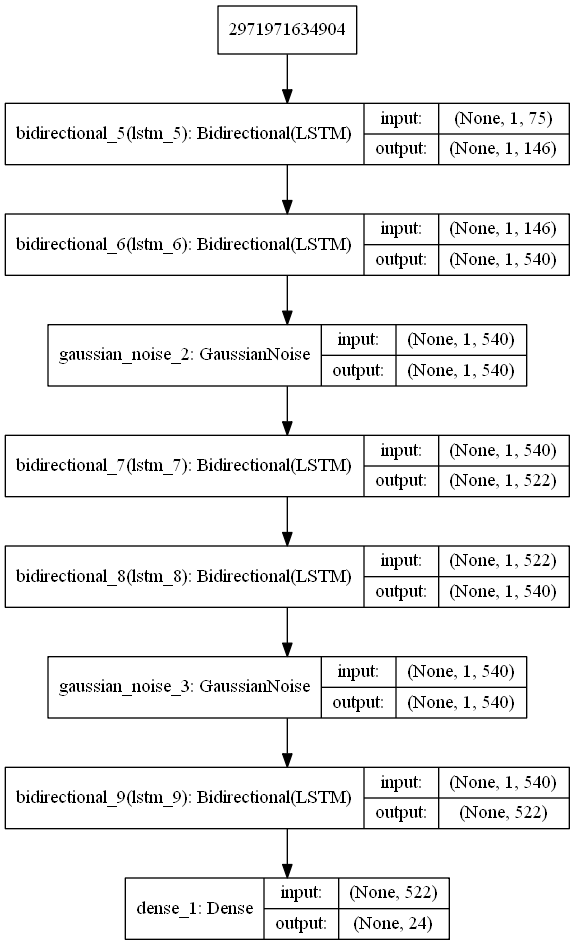 2971971634904
bidirectional_5(lstm_5): Bidirectional(LSTM)
input: (None, 1, 75)
output: (None, 1, 146)
bidirectional_6(lstm_6): Bidirectional(LSTM)
input: (None, 1, 146)
output: (None, 1, 540)
gaussian_noise_2: GaussianNoise
input: (None, 1, 540)
output: (None, 1, 540)
bidirectional_7(lstm_7): Bidirectional(LSTM)
input: (None, 1, 540)
output: (None, 1, 522)
bidirectional_8(lstm_8): Bidirectional(LSTM)
input: (None, 1, 522)
output: (None, 1, 540)
gaussian_noise_3: GaussianNoise
input: (None, 1, 540)
output: (None, 1, 540)
bidirectional_9(lstm_9): Bidirectional(LSTM)
input: (None, 1, 540)
output: (None, 522)
dense_1: Dense
input: (None, 522)
output: (None, 24)